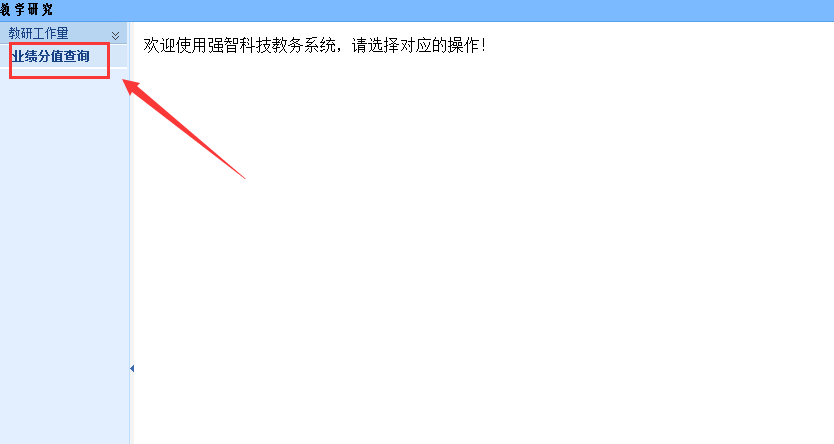 教学研究
教研工作量
业绩分值查询
欢迎使用强智科技教务系统，请选择对应的操作！